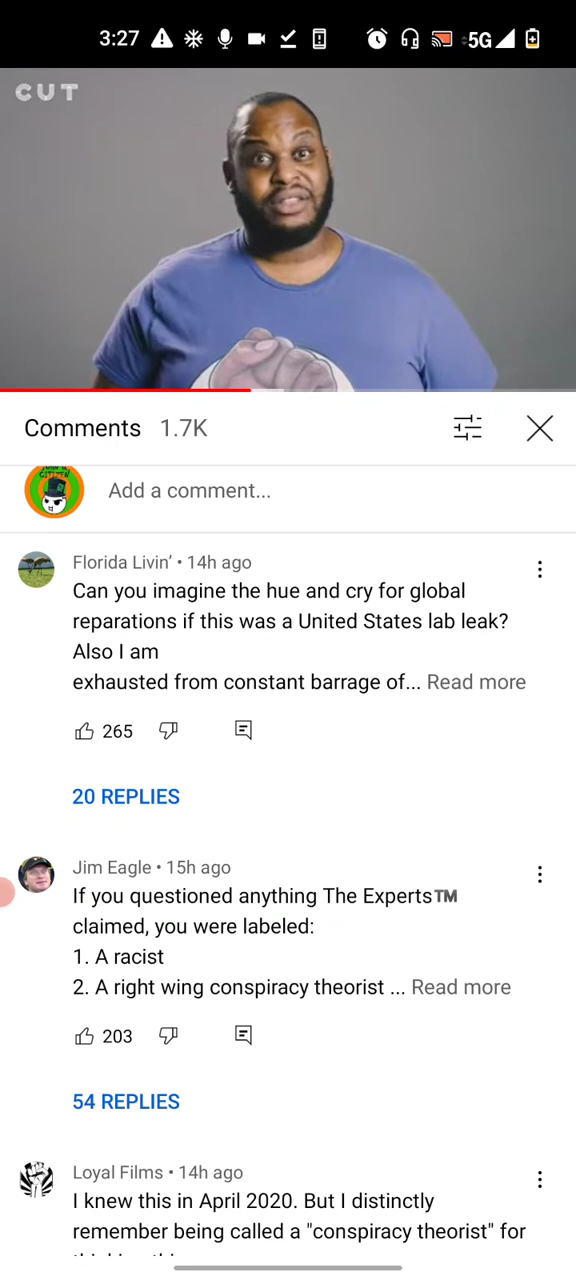 3:27
5G
CUT
Comments 1.7K
Add a comment...
Florida Livin’ • 14h ago
Can you imagine the hue and cry for global
reparations if this was a United States lab leak?
Also I am
exhausted from constant barrage of... Read more
265
20 REPLIES
Jim Eagle • 15h ago
If you questioned anything The Experts™
claimed, you were labeled:
1. A racist
2. A right wing conspiracy theorist ... Read more
203
54 REPLIES
Loyal Films • 14h ago
I knew this in April 2020. But I distinctly
remember being called a "conspiracy theorist" for